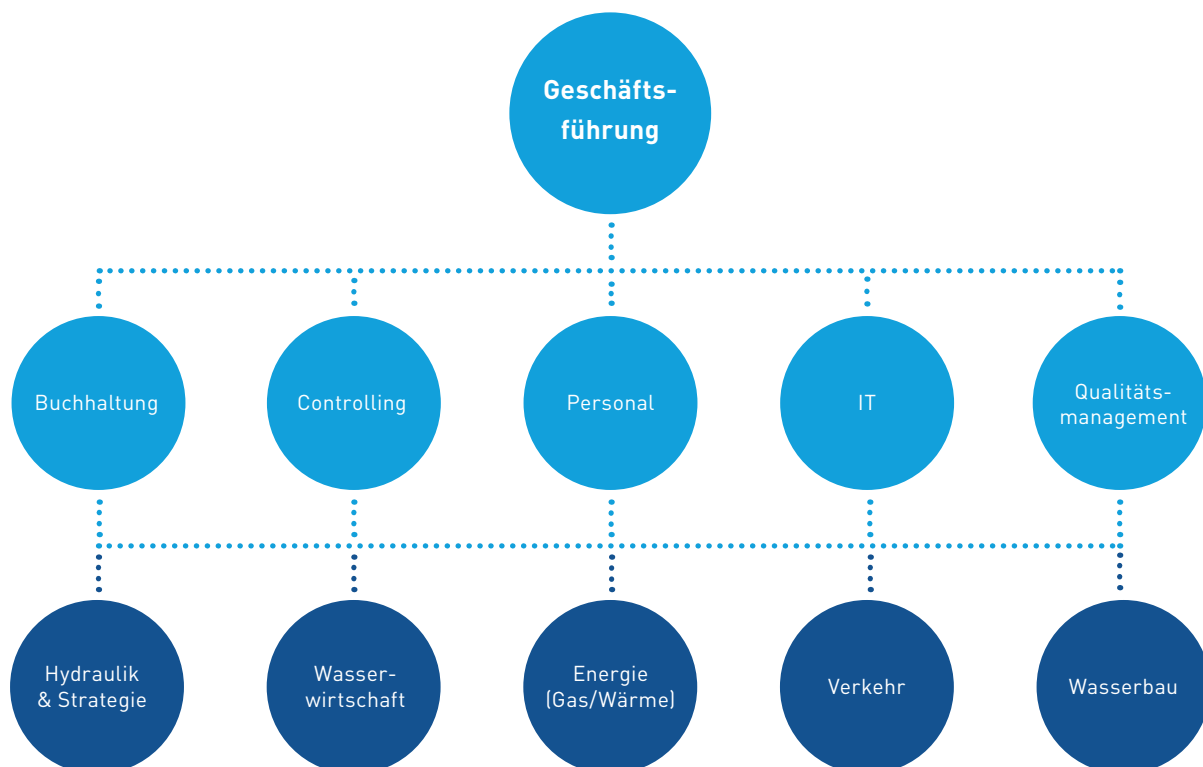 Geschäfts-
führung
Buchhaltung
Controlling
Personal
IT
Qualitäts-
management
Hydraulik
& Strategie
Wasser-
wirtschaft
Energie
(Gas/Wärme)
Verkehr
Wasserbau